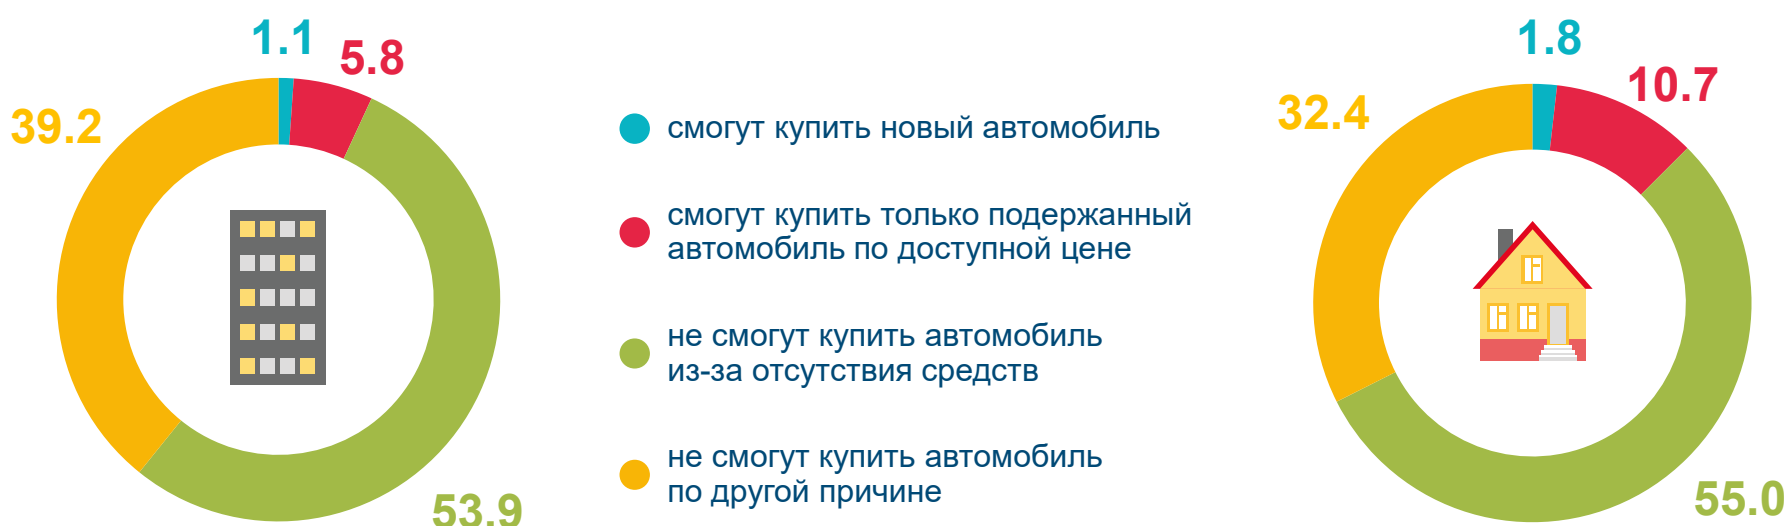 1.1
5.8
39.2
53.9
смогут купить новый автомобиль
смогут купить только подержанный
автомобиль по доступной цене
не смогут купить автомобиль
из-за отсутствия средств
не смогут купить автомобиль
по другой причине
1.8
10.7
32.4
55.0